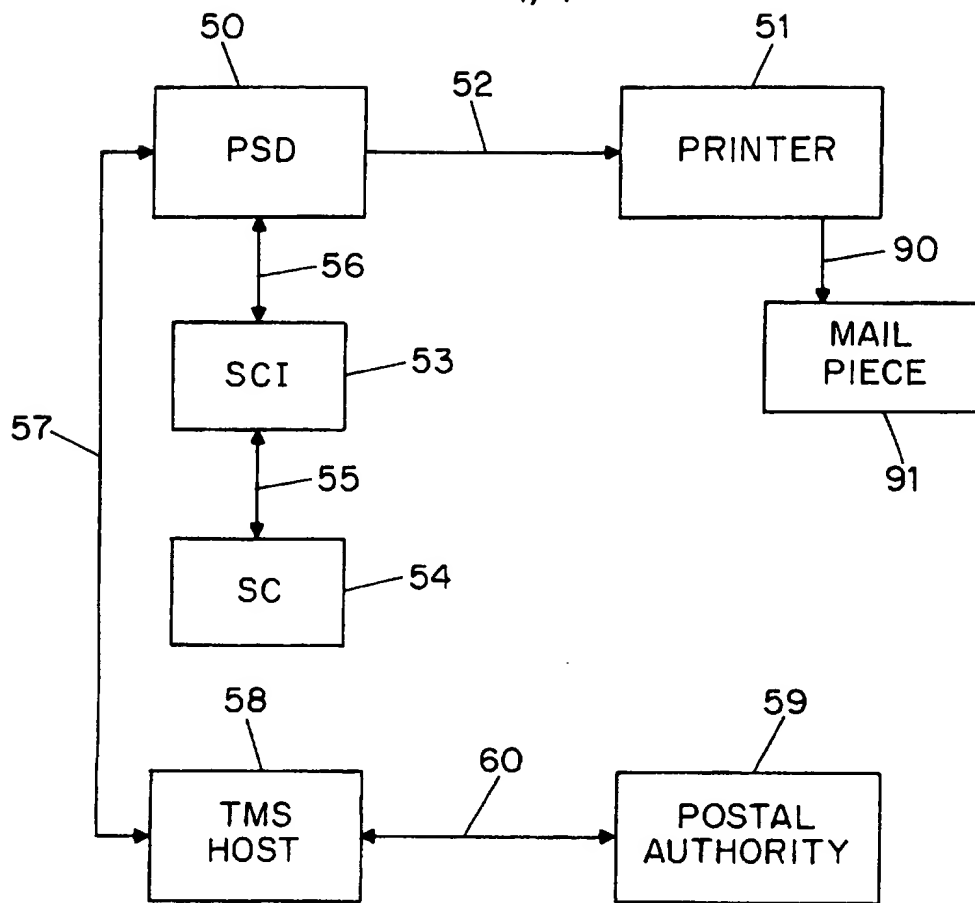 50
51
52
PSD
PRINTER
56
90
53
SCI
MAIL
PIECE
57
55
91
SC
54
58
59
60
TMS
HOST
POSTAL
AUTHORITY